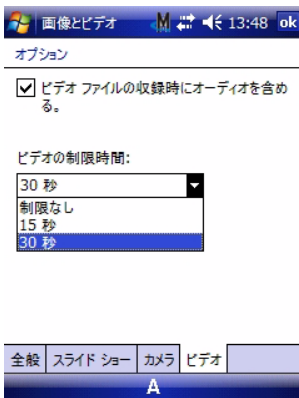 画像とビデオ 13:48 ok
オプション
ビデオ ファイルの収録時にオーディオを含め
る。
ビデオの制限時間:
30 秒
制限なし
15 秒
30 秒
全般 スライド ショー カメラ ビデオ
A